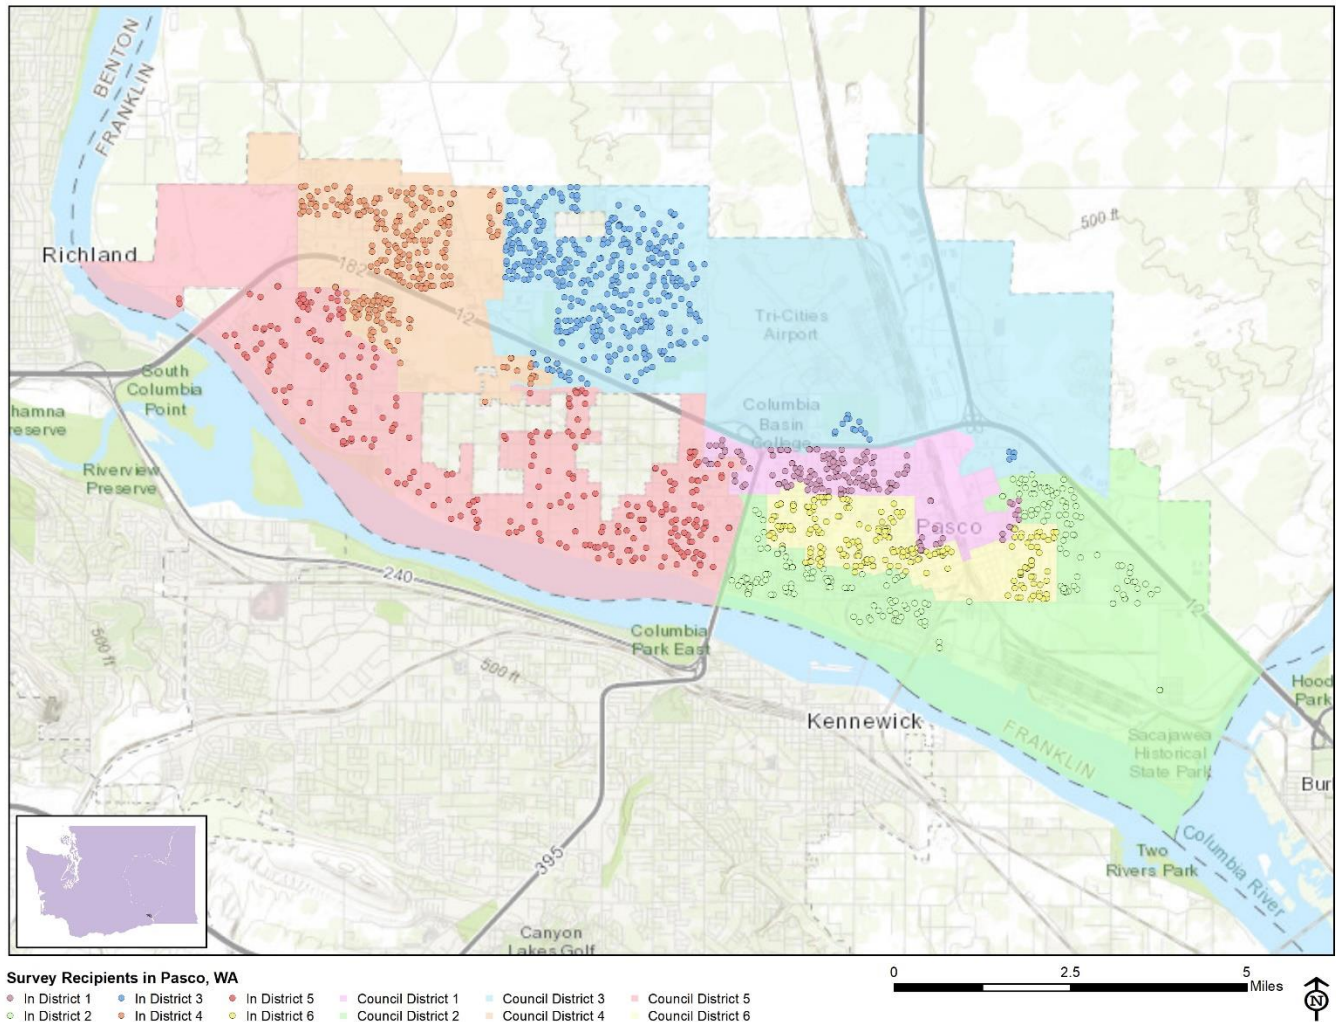 BENTON
FRANKLIN
Richland
182
12
500 ft
Tri-Cities
Airport
South
Columbia
Point
Columbia
Basin
College
hamna
eserve
Riverview
Preserve
Pasco
240
12
500 ft
Columbia
Park East
500 ft
Hood
Park
Kennewick
FRANKLIN
Sacajawea
Historical
State Park
Bur
395
Two
Rivers Park
Columbia River
Canyon
Lakes Golf
Survey Recipients in Pasco, WA
In District 1
In District 3
In District 5
Council District 1
Council District 3
Council District 5
In District 2
In District 4
In District 6
Council District 2
Council District 4
Council District 6
0
2.5
5
Miles
N